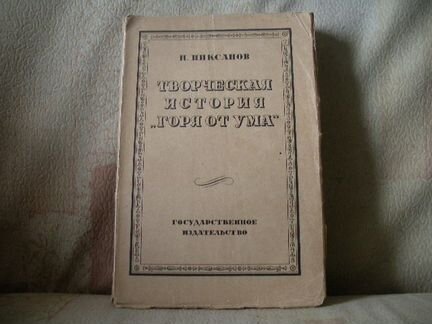 Н. ПИКСАНОВ
ТВОРЧЕСКАЯ
ИСТОРИЯ
„ГОРЯ ОТ УМА“
ГОСУДАРСТВЕННОЕ
ИЗДАТЕЛЬСТВО